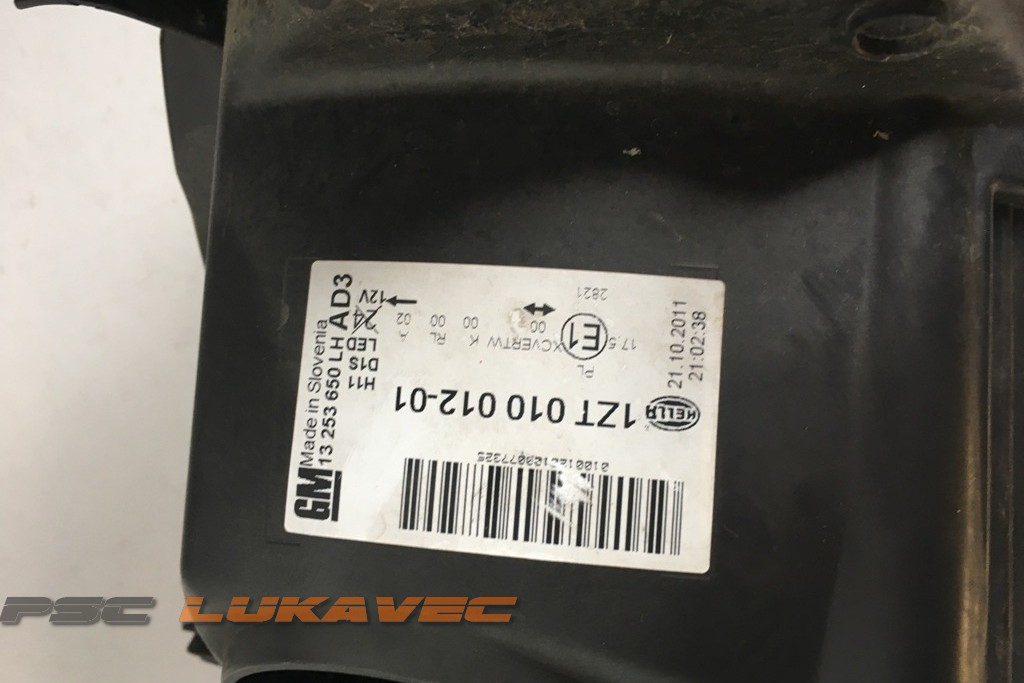 HELLA 1ZT 010 012-01
21.10.2011
21:02:38
PL E1
17.5 XCVERTW K RL A
00 00 00 02
2821
H11
D1S
LED
24
12V
GM
Made in Slovenia
13 253 650 LH AD3
PSC LUKAVEC